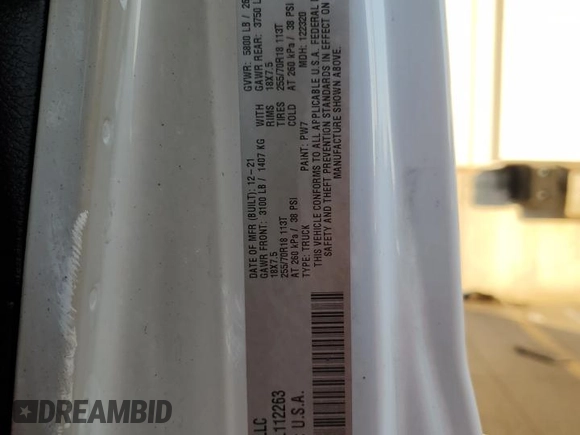 DATE OF MFR (BUILT): 12-21 GVWR: 5800 LB / 26
GAWR FRONT: 3100 LB / 1407 KG WITH GAWR REAR: 3750 L
18X7.5 RIMS 18X7.5
255/70R18 113T TIRES 255/70R18 113T
AT 260 kPa / 38 PSI COLD AT 260 kPa / 38 PSI
TYPE: TRUCK PAINT: PW7 MDH: 122320
THIS VEHICLE CONFORMS TO ALL APPLICABLE U.S.A. FEDERAL
SAFETY AND THEFT PREVENTION STANDARDS IN EFFECT ON
MANUFACTURE SHOWN ABOVE.
LLC
112263
U.S.A.
DREAMBID